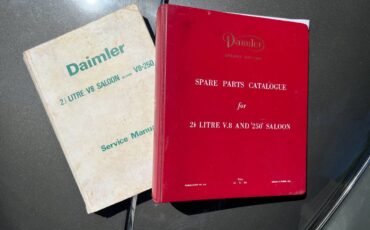 Daimler
2½ LITRE V8 SALOON
V8-250
Service Manual
Daimler
SPARE PARTS CATALOGUE
for
2½ LITRE V.8 AND '250' SALOON